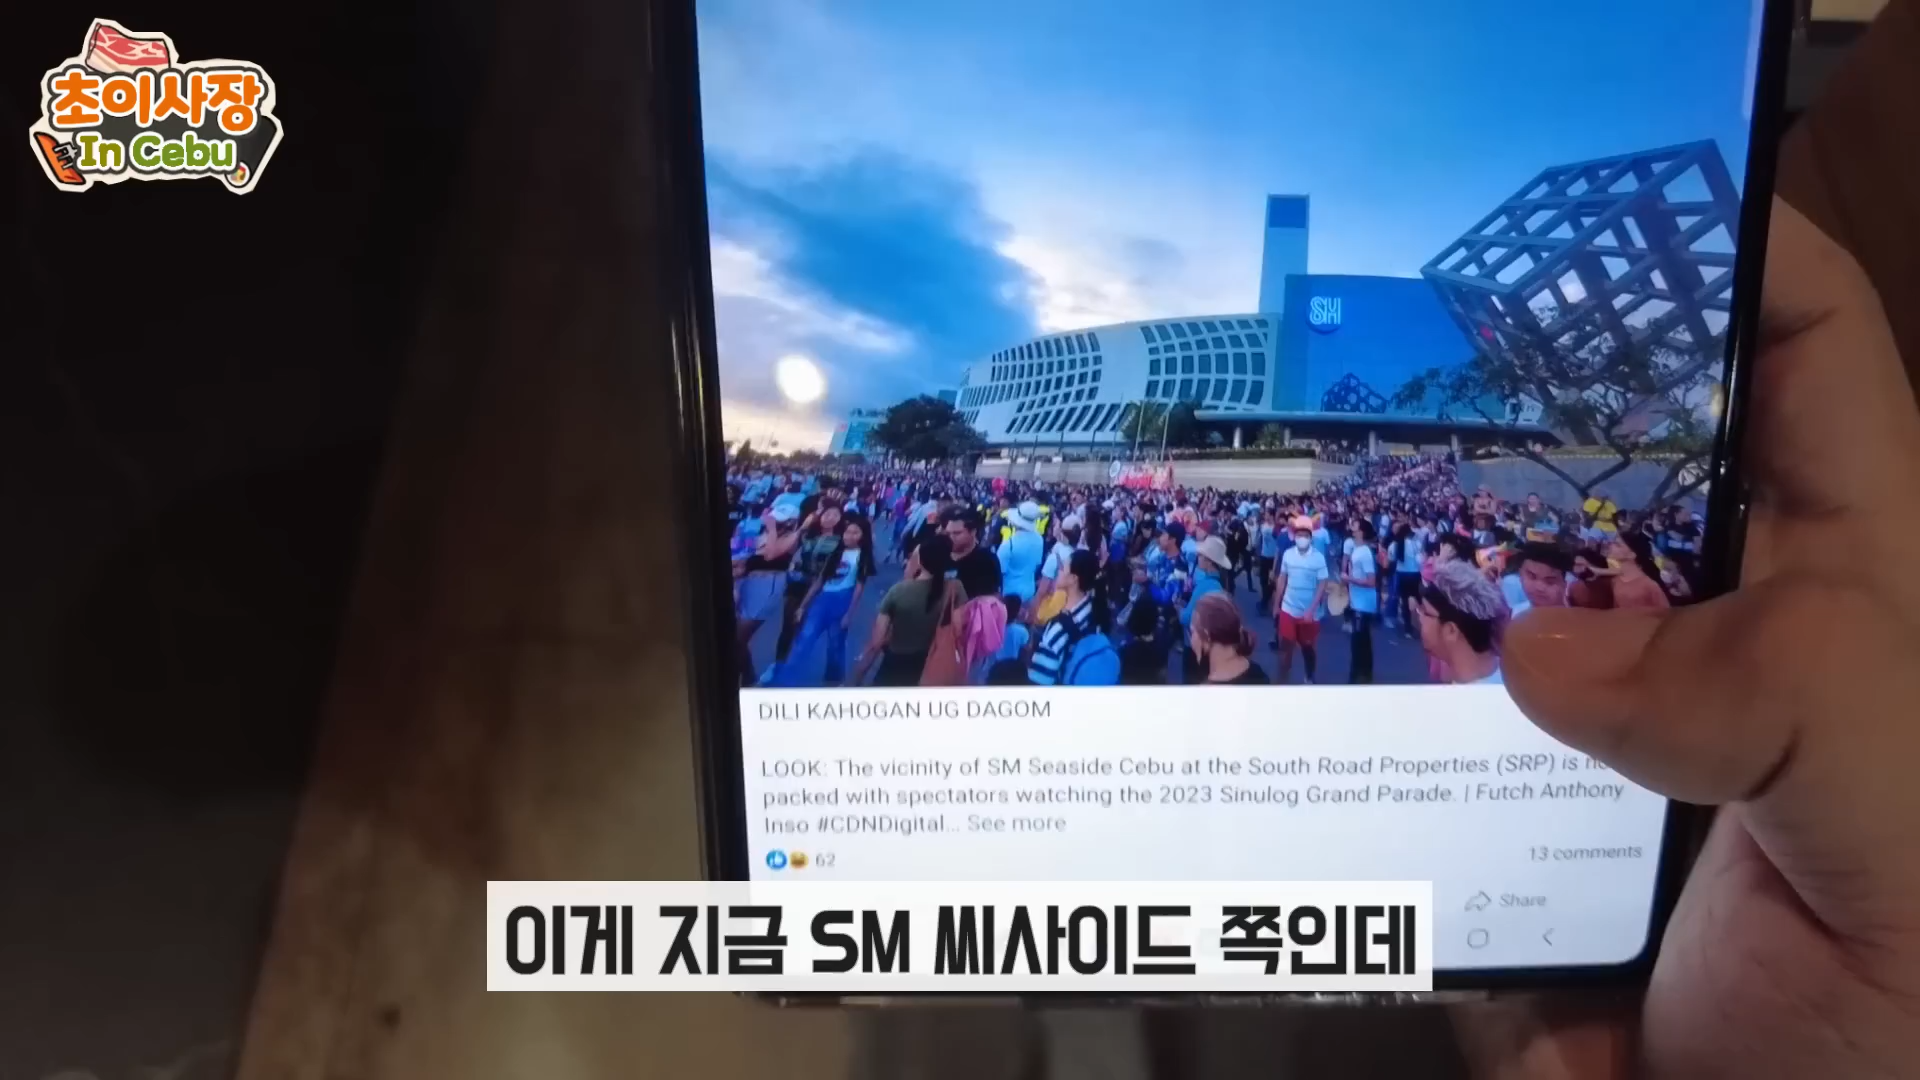 초이사장
In Cebu
SM
DILI KAHOGAN UG DAGOM
LOOK: The vicinity of SM Seaside Cebu at the South Road Properties (SRP) is
packed with spectators watching the 2023 Sinulog Grand Parade. | Futch Anthony
Inso #CDNDigital... See more
62
13 comments
Share
이게 지금 SM 씨사이드 쪽인데